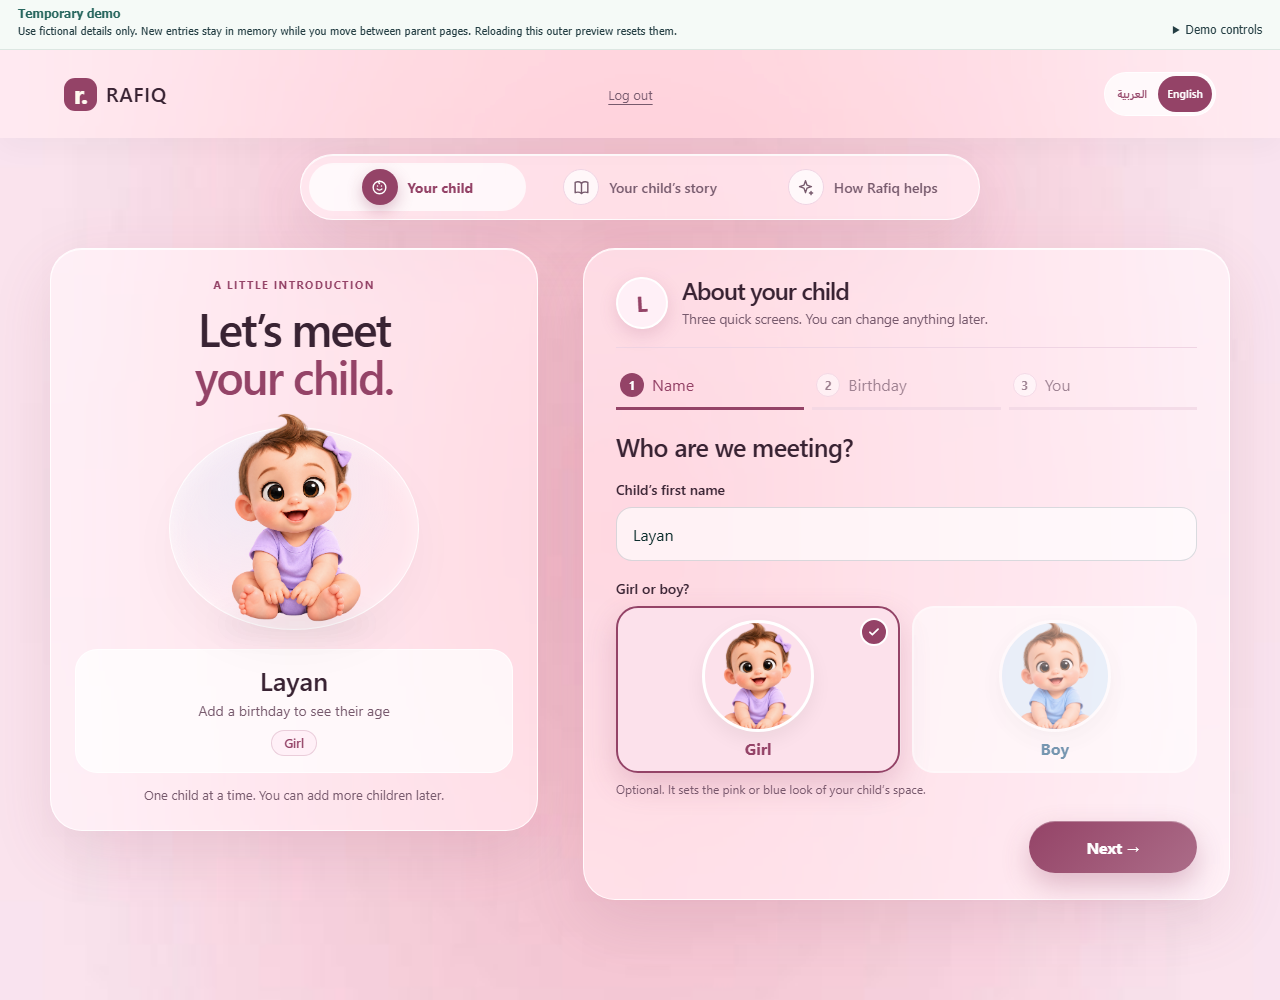 Temporary demo
Use fictional details only. New entries stay in memory while you move between parent pages. Reloading this outer preview resets them.
▶ Demo controls
r. RAFIQ
Log out
العربية
English
Your child
Your child's story
How Rafiq helps
A LITTLE INTRODUCTION
Let's meet
your child.
Layan
Add a birthday to see their age
Girl
One child at a time. You can add more children later.
L
About your child
Three quick screens. You can change anything later.
1 Name
2 Birthday
3 You
Who are we meeting?
Child's first name
Layan
Girl or boy?
Girl
Boy
Optional. It sets the pink or blue look of your child's space.
Next →